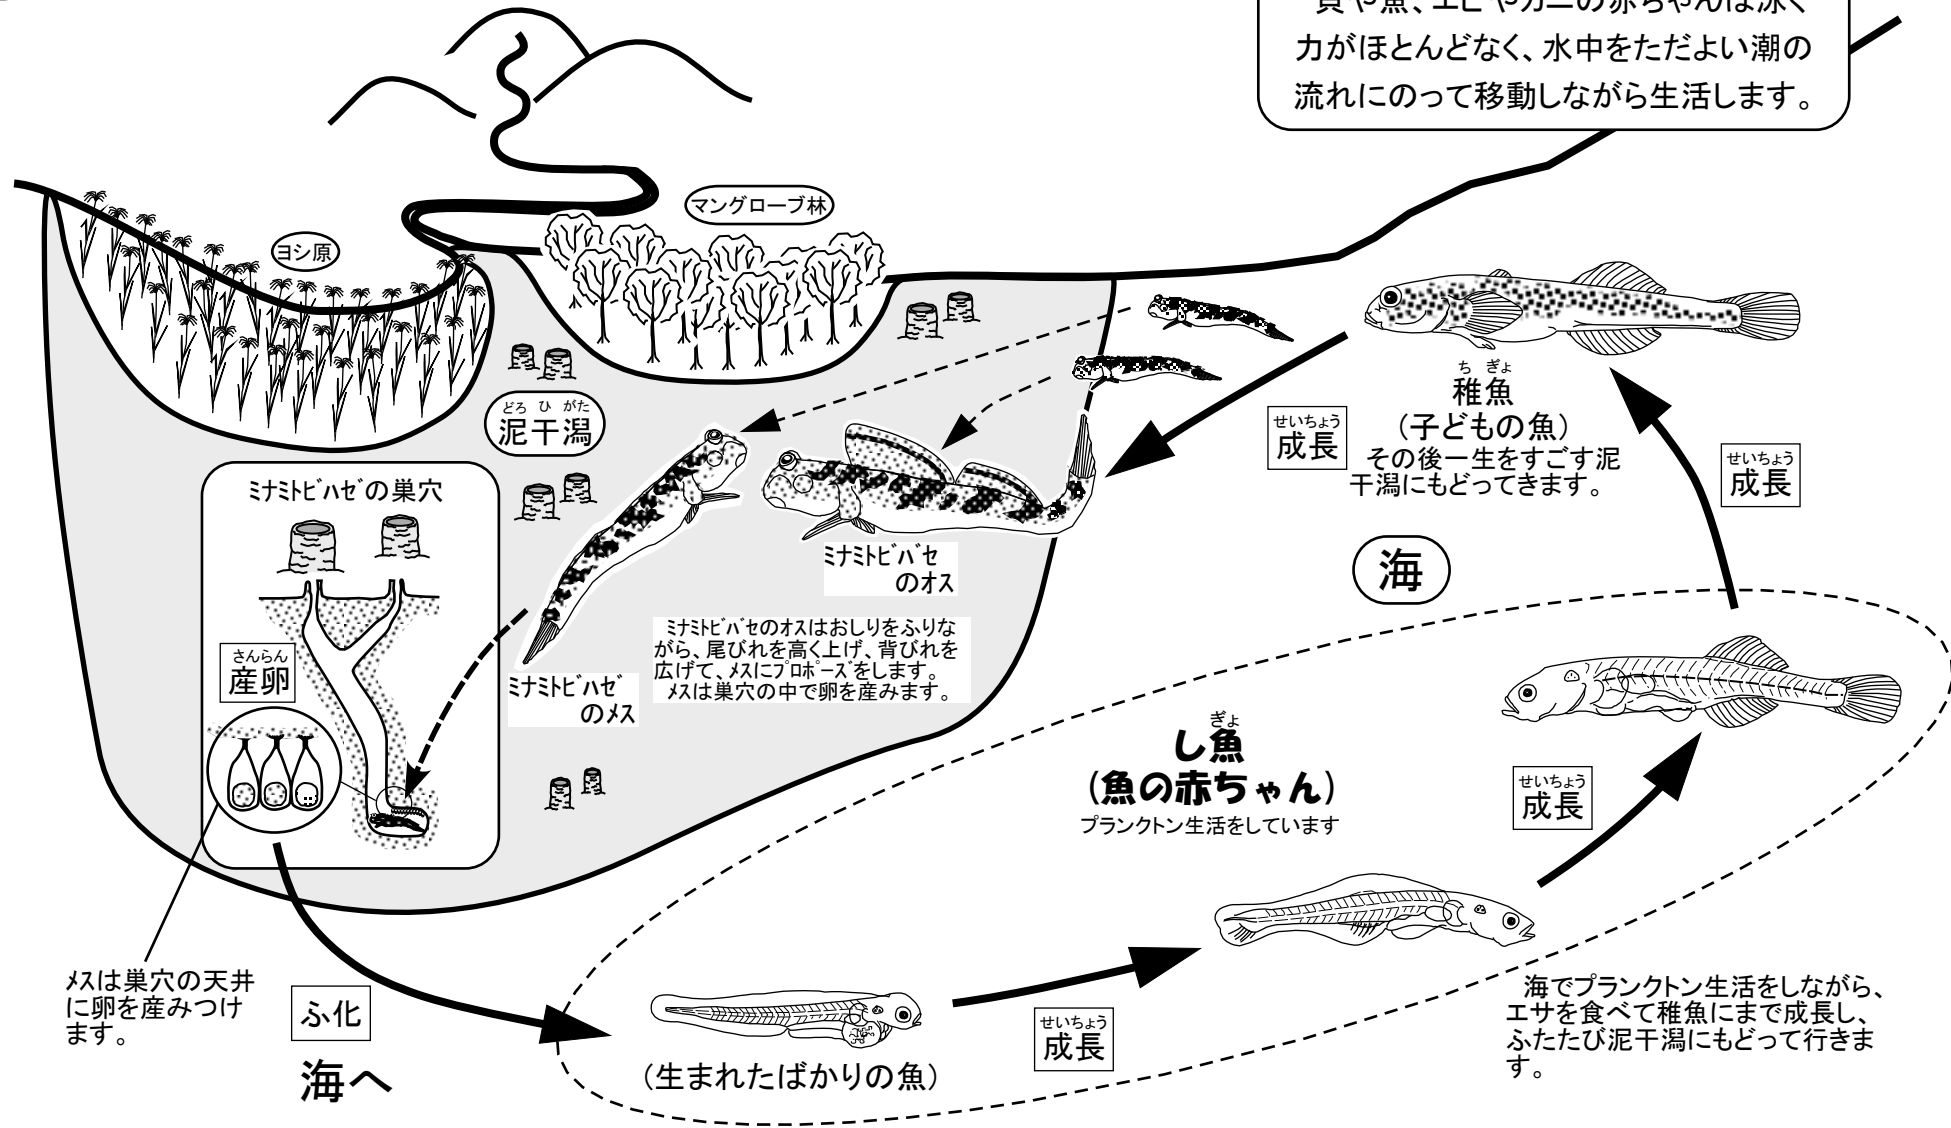 力がほとんどなく、水中をただよい潮の
流れにのって移動しながら生活します。
マングローブ林
ヨシ原
どろ ひ がた
泥干潟
ミナミトビハゼの巣穴
さんらん
産卵
メスは巣穴の天井
に卵を産みつけ
ます。
ふ化
海へ
ミナミトビハゼ
のメス
ミナミトビバセ
のオス
ミナミトビバセのオスはおしりをふりな
がら、尾びれを高く上げ、背びれを
広げて、メスにプロポーズをします。
メスは巣穴の中で卵を産みます。
せいちょう
成長
ち ぎょ
稚魚
(子どもの魚)
その後一生をすごす泥
干潟にもどってきます。
せいちょう
成長
海
ぎょ
し魚
(魚の赤ちゃん)
プランクトン生活をしています
せいちょう
成長
(生まれたばかりの魚)
せいちょう
成長
海でプランクトン生活をしながら、
エサを食べて稚魚にまで成長し、
ふたたび泥干潟にもどって行きま
す。